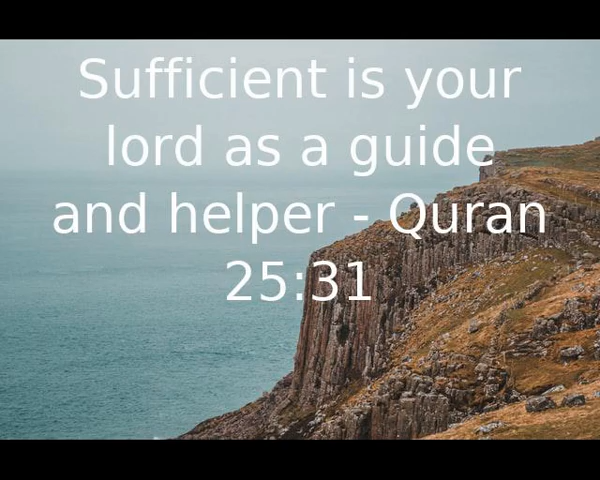 Sufficient is your
lord as a guide
and helper - Quran
25:31